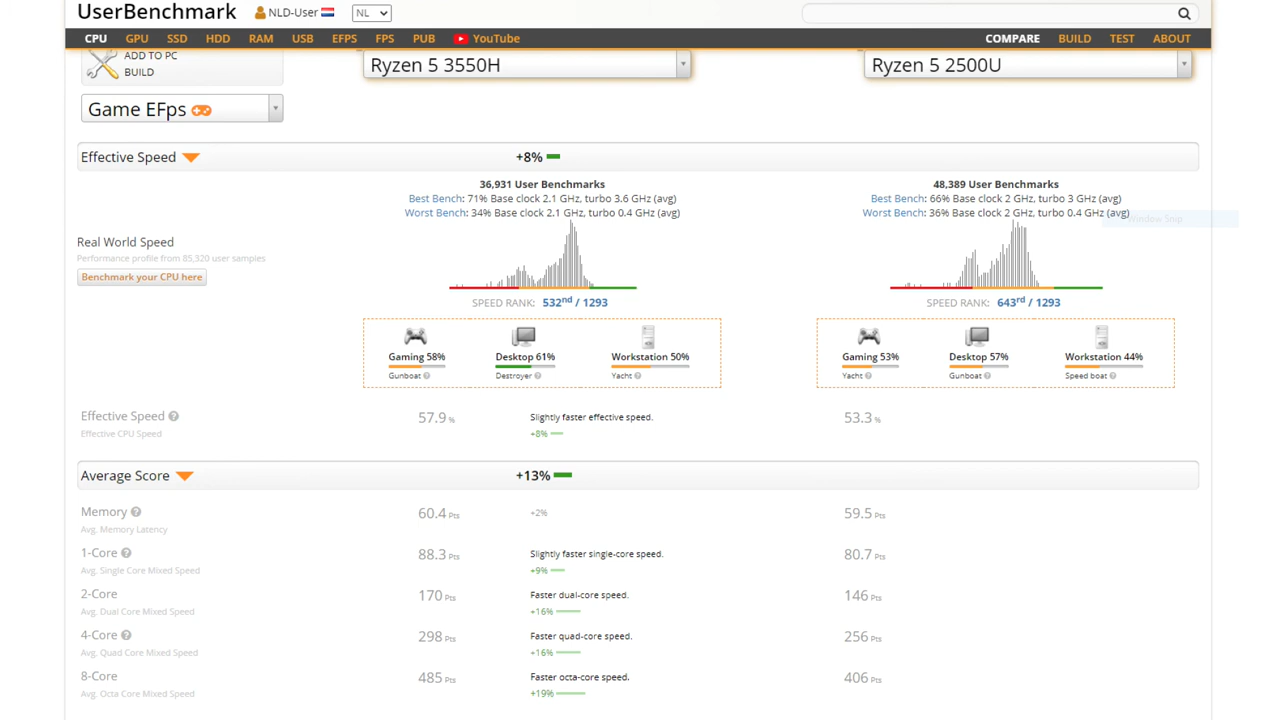 UserBenchmark NLD-User NL
CPU GPU SSD HDD RAM USB EFPS FPS PUB YouTube COMPARE BUILD TEST ABOUT
ADD TO PC
BUILD
Ryzen 5 3550H Ryzen 5 2500U
Game EFps
Effective Speed +8%
36,931 User Benchmarks 48,389 User Benchmarks
Best Bench: 71% Base clock 2.1 GHz, turbo 3.6 GHz (avg) Best Bench: 66% Base clock 2 GHz, turbo 3 GHz (avg)
Worst Bench: 34% Base clock 2.1 GHz, turbo 0.4 GHz (avg) Worst Bench: 36% Base clock 2 GHz, turbo 0.4 GHz (avg)
Window Snip
Real World Speed
Performance profile from 85,320 user samples
Benchmark your CPU here
SPEED RANK: 532nd / 1293 SPEED RANK: 643rd / 1293
Gaming 58% Desktop 61% Workstation 50% Gaming 53% Desktop 57% Workstation 44%
Gunboat ? Destroyer ? Yacht ? Yacht ? Gunboat ? Speed boat ?
Effective Speed ? 57.9 % Slightly faster effective speed. 53.3 %
Effective CPU Speed +8%
Average Score +13%
Memory ? 60.4 Pts +2% 59.5 Pts
Avg. Memory Latency
1-Core ? 88.3 Pts Slightly faster single-core speed. 80.7 Pts
Avg. Single Core Mixed Speed +9%
2-Core 170 Pts Faster dual-core speed. 146 Pts
Avg. Dual Core Mixed Speed +16%
4-Core ? 298 Pts Faster quad-core speed. 256 Pts
Avg. Quad Core Mixed Speed +16%
8-Core 485 Pts Faster octa-core speed. 406 Pts
Avg. Octa Core Mixed Speed +19%